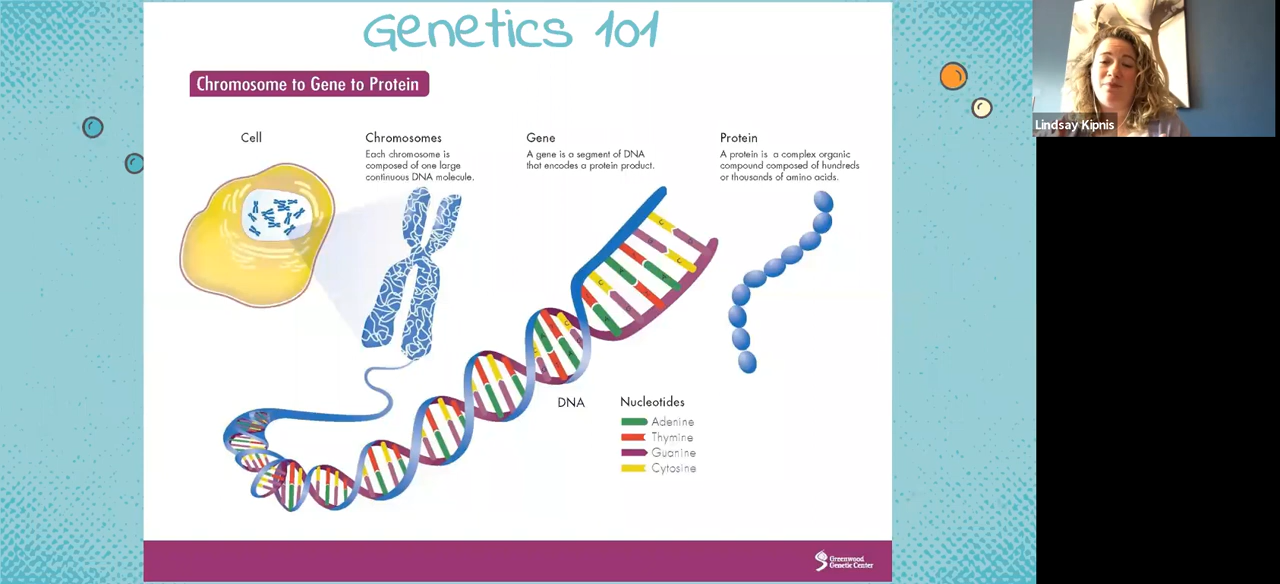 Genetics 101
Chromosome to Gene to Protein
Cell
Chromosomes
Each chromosome is
composed of one large
continuous DNA molecule.
Gene
A gene is a segment of DNA
that encodes a protein product.
Protein
A protein is a complex organic
compound composed of hundreds
or thousands of amino acids.
DNA
Nucleotides
Adenine
Thymine
Guanine
Cytosine
Greenwood
Genetic Center
Lindsay Kipnis